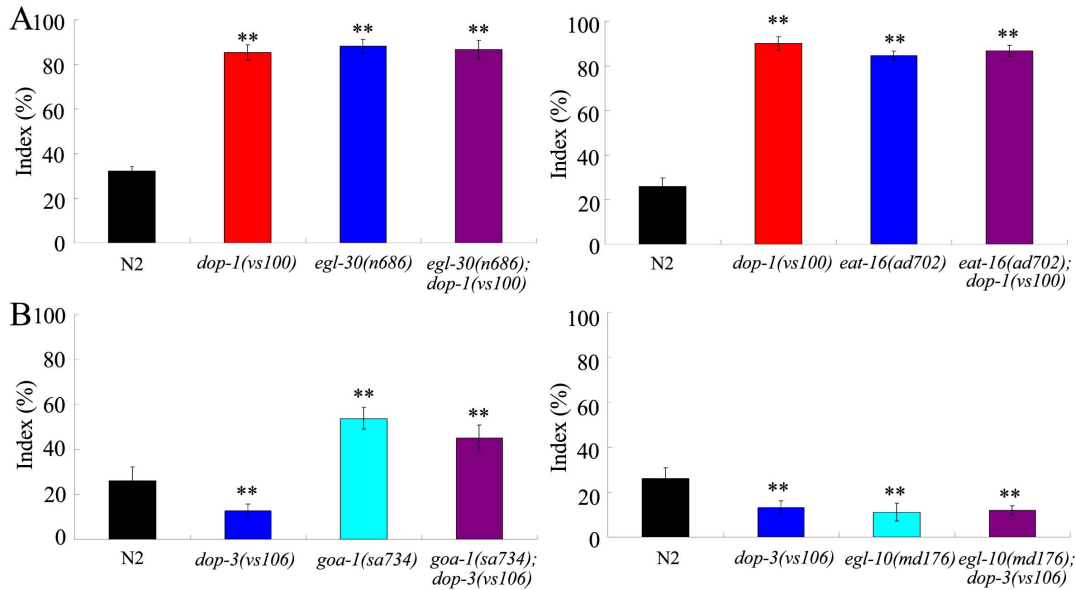 A
100
80
60
40
20
0
Index (%)
**
**
**
N2
dop-1(vs100)
egl-30(n686)
egl-30(n686);
dop-1(vs100)
100
80
60
40
20
0
Index (%)
**
**
**
N2
dop-1(vs100)
eat-16(ad702)
eat-16(ad702);
dop-1(vs100)
B
100
80
60
40
20
0
Index (%)
**
**
**
N2
dop-3(vs106)
goa-1(sa734)
goa-1(sa734);
dop-3(vs106)
100
80
60
40
20
0
Index (%)
**
**
**
N2
dop-3(vs106)
egl-10(md176)
egl-10(md176);
dop-3(vs106)